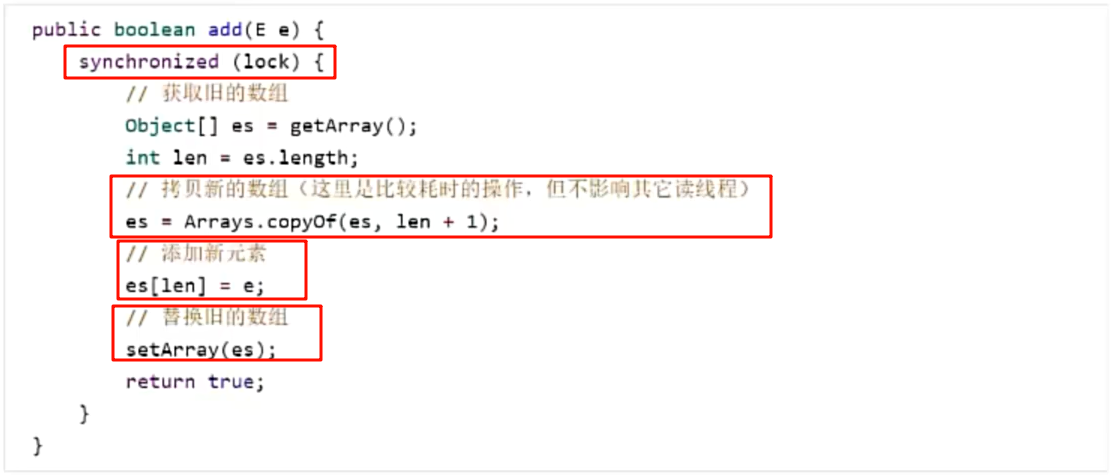 public boolean add(E e) {
synchronized (lock) {
// 获取旧的数组
Object[] es = getArray();
int len = es.length;
// 拷贝新的数组（这里是比较耗时的操作，但不影响其它读线程）
es = Arrays.copyOf(es, len + 1);
// 添加新元素
es[len] = e;
// 替换旧的数组
setArray(es);
return true;
}
}